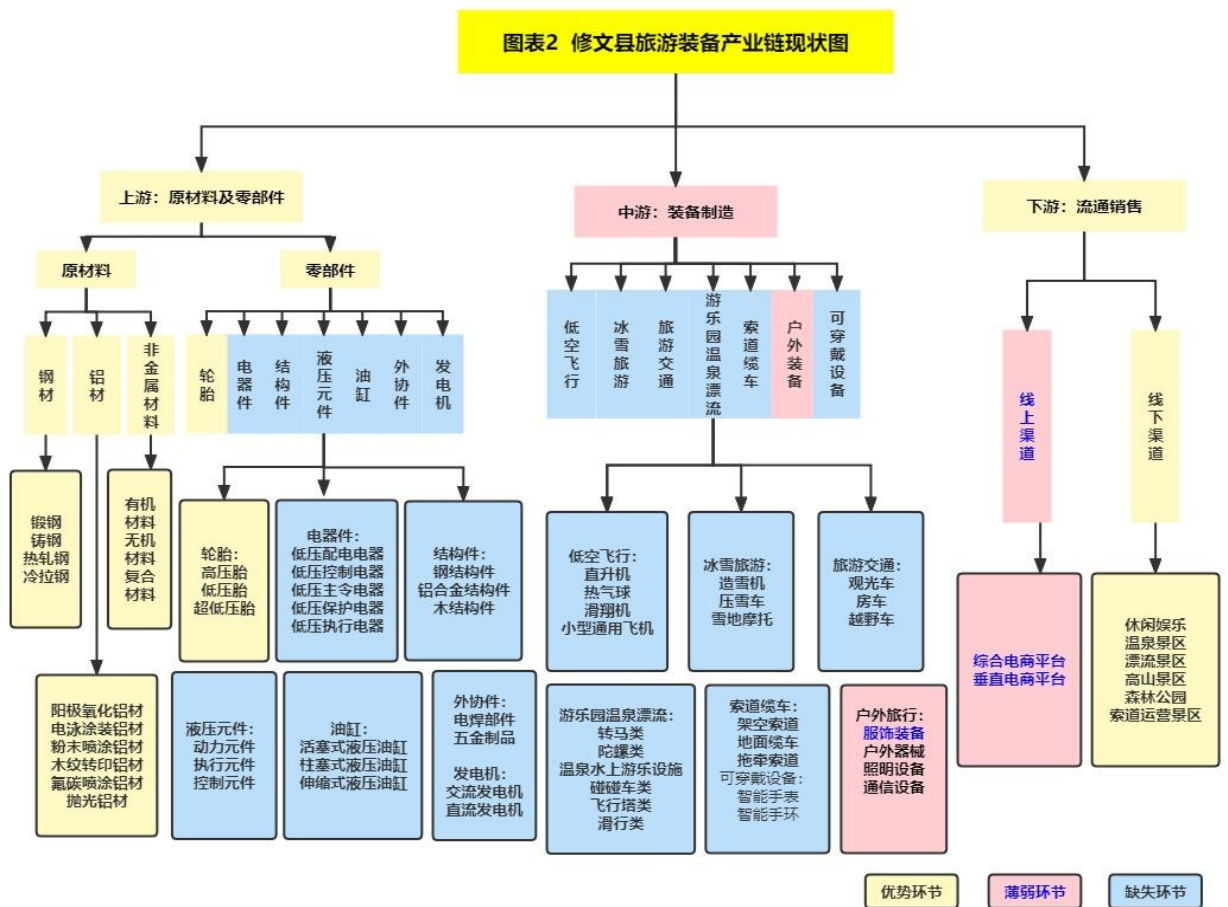 图表2 修文县旅游装备产业链现状图
上游：原材料及零部件
中游：装备制造
下游：流通销售
原材料
零部件
钢材
铝材
非金属材料
轮胎
电器件
结构件
液压元件
油缸
外协件
发电机
低空飞行
冰雪旅游
旅游交通
游乐园温泉漂流
索道缆车
户外装备
可穿戴设备
线上渠道
线下渠道
锻钢
铸钢
热轧钢
冷拉钢
有机
材料
无机
材料
复合
材料
轮胎：
高压胎
低压胎
超低压胎
电器件：
低压配电电器
低压控制电器
低压主令电器
低压保护电器
低压执行电器
结构件：
钢结构件
铝合金结构件
木结构件
低空飞行：
直升机
热气球
滑翔机
小型通用飞机
冰雪旅游：
造雪机
压雪车
雪地摩托
旅游交通：
观光车
房车
越野车
综合电商平台
垂直电商平台
休闲娱乐
温泉景区
漂流景区
高山景区
森林公园
索道运营景区
阳极氧化铝材
电泳涂装铝材
粉末喷涂铝材
木纹转印铝材
氟碳喷涂铝材
抛光铝材
液压元件：
动力元件
执行元件
控制元件
油缸：
活塞式液压油缸
柱塞式液压油缸
伸缩式液压油缸
外协件：
电焊部件
五金制品
发电机：
交流发电机
直流发电机
游乐园温泉漂流：
转马类
陀螺类
温泉水上游乐设施
碰碰车类
飞行塔类
滑行类
索道缆车：
架空索道
地面缆车
拖牵索道
可穿戴设备：
智能手表
智能手环
户外旅行：
服饰装备
户外器械
照明设备
通信设备
优势环节
薄弱环节
缺失环节